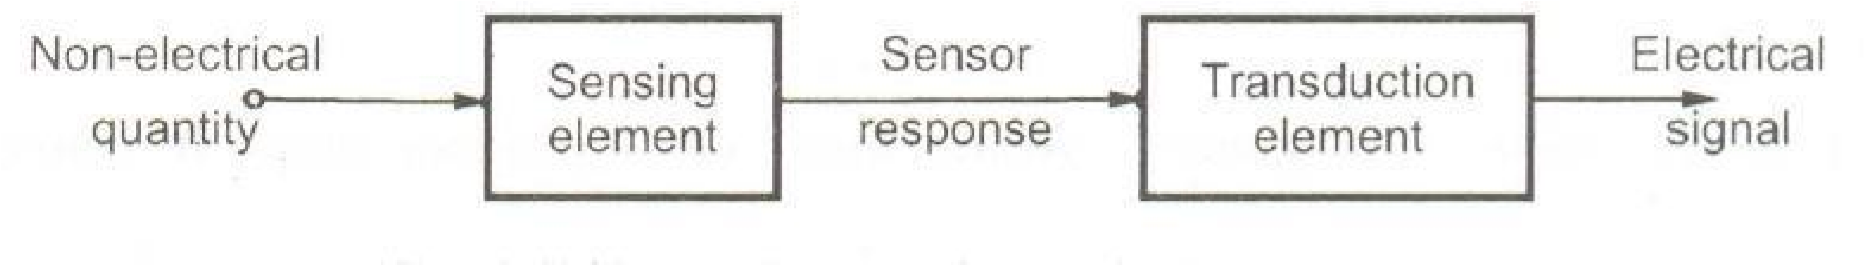 Non-electrical
quantity
Sensing
element
Sensor
response
Transduction
element
Electrical
signal